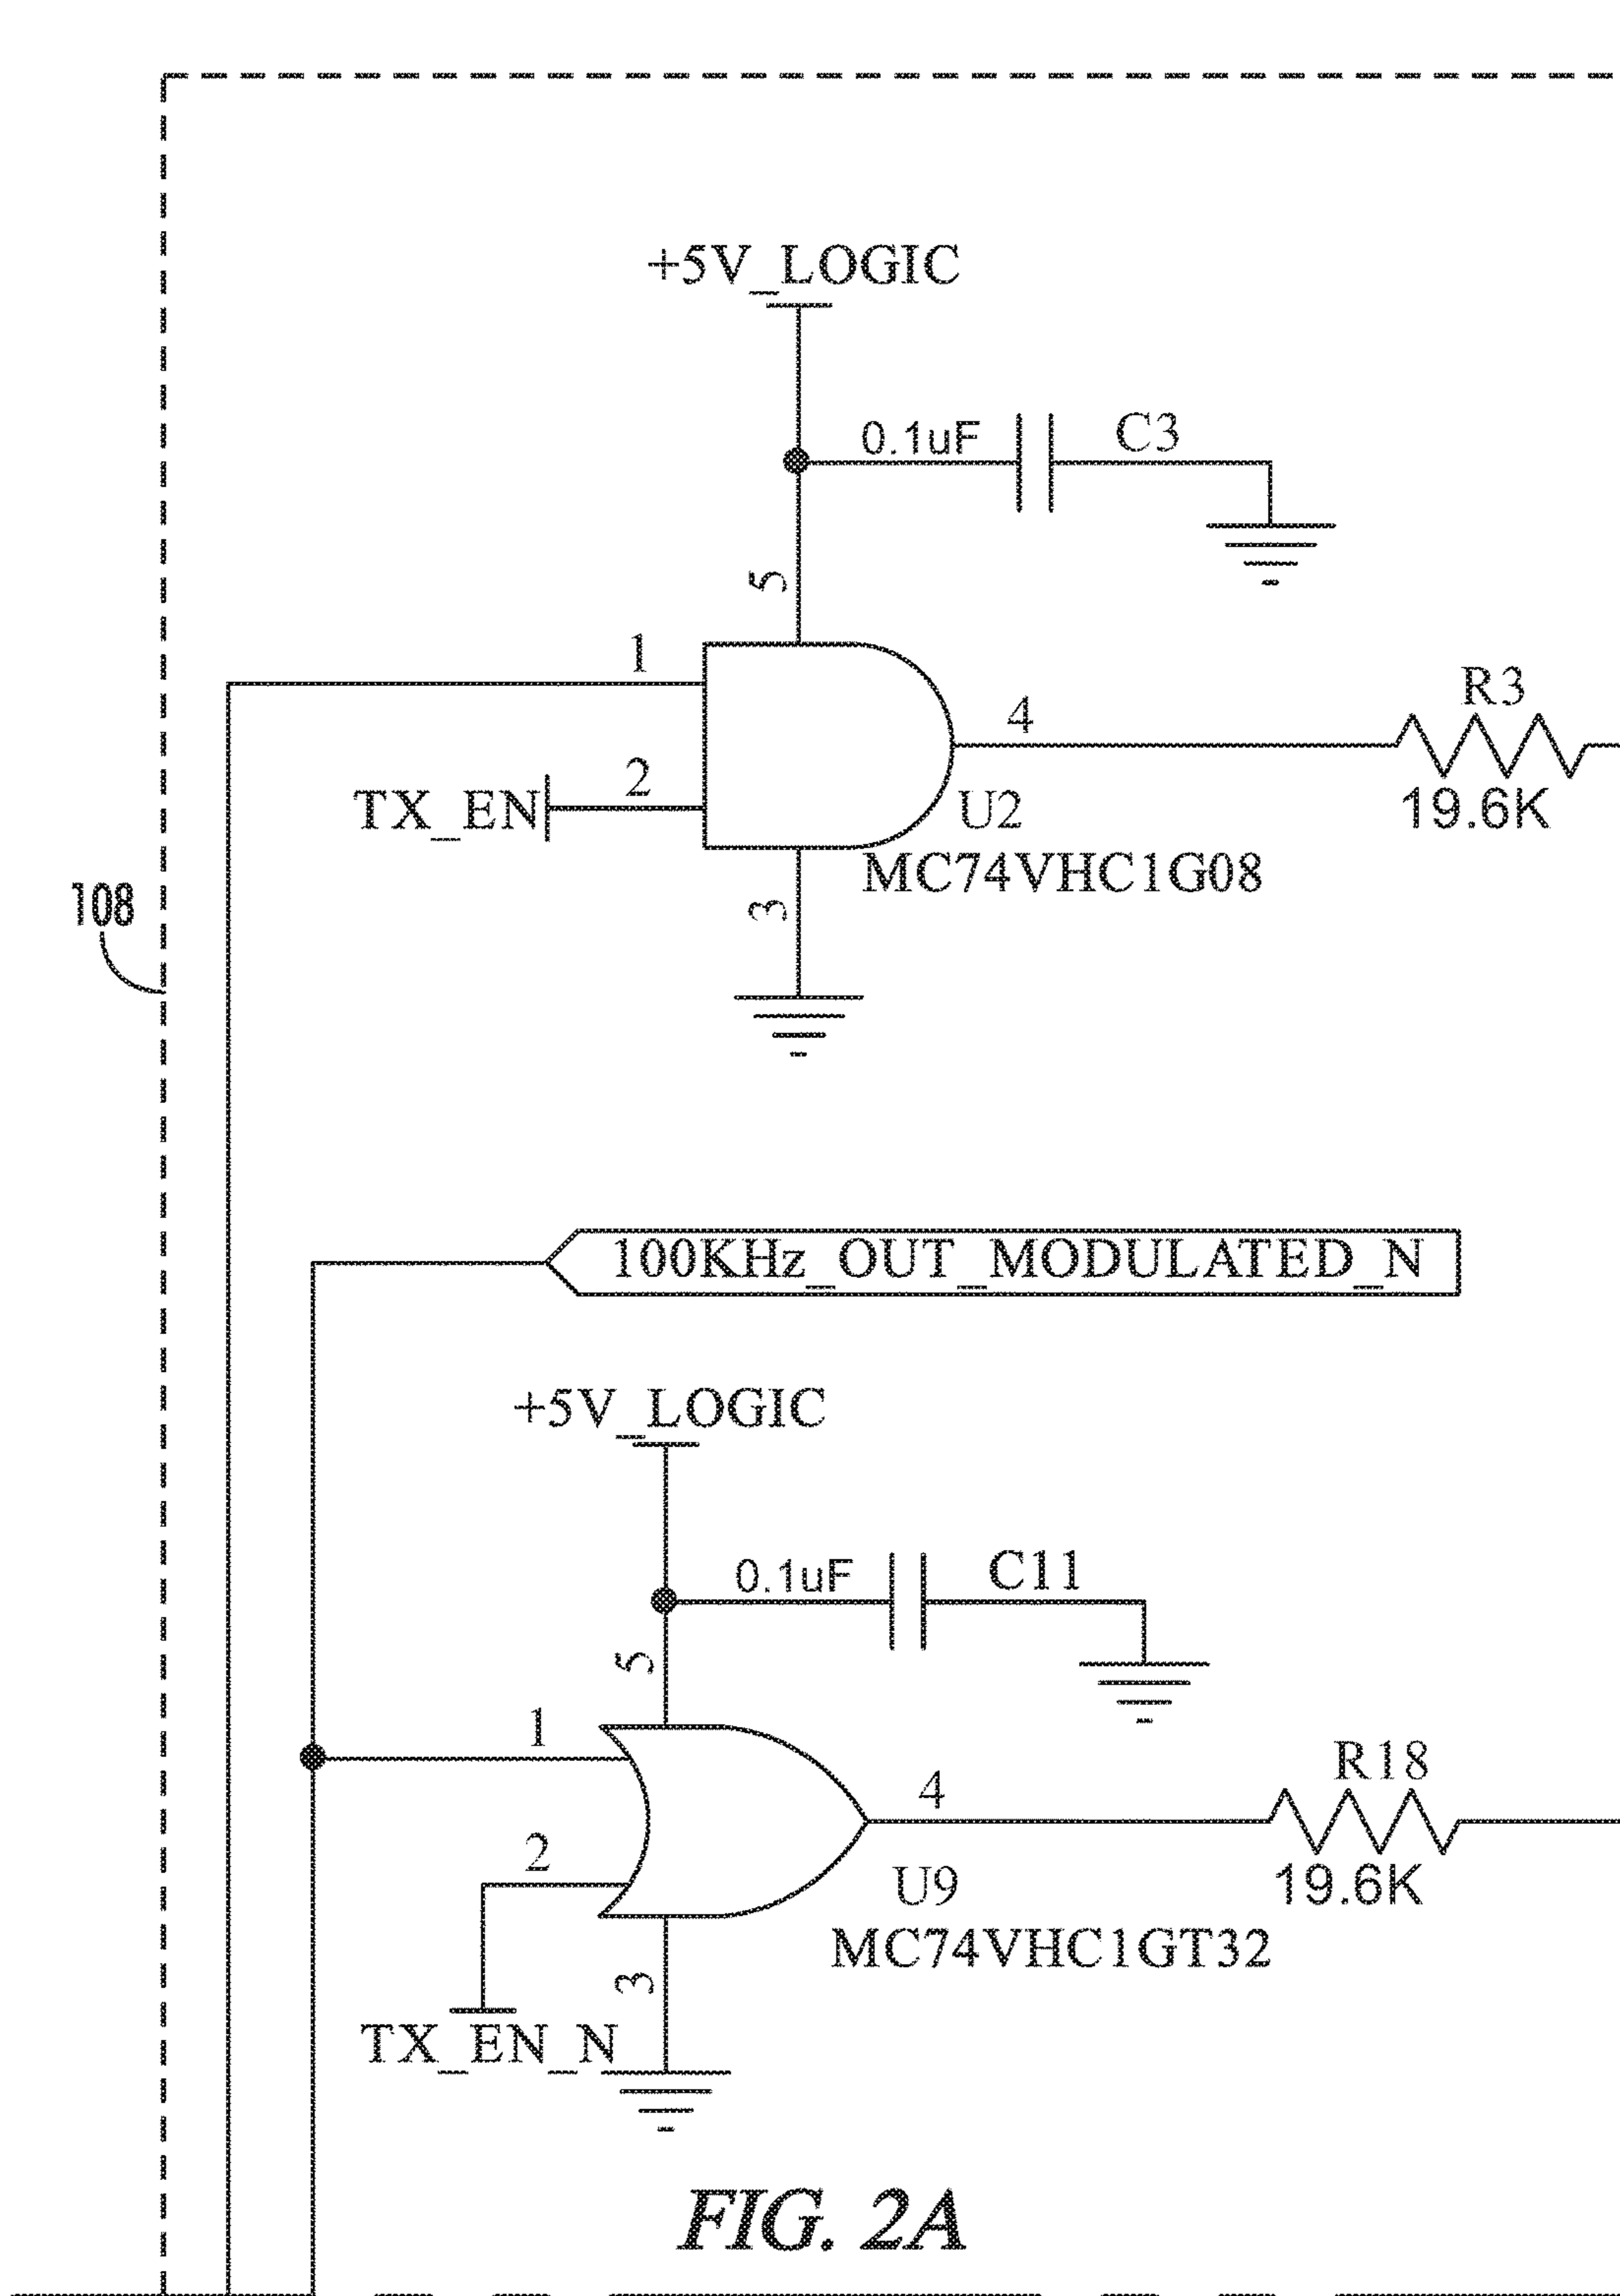 +5V_LOGIC
0.1uF
C3
5
1
R3
4
2
TX_EN
U2
19.6K
MC74VHC1G08
108
3
100KHz_OUT_MODULATED_N
+5V_LOGIC
0.1uF
C11
5
1
R18
4
2
U9
19.6K
MC74VHC1GT32
3
TX_EN_N
FIG. 2A